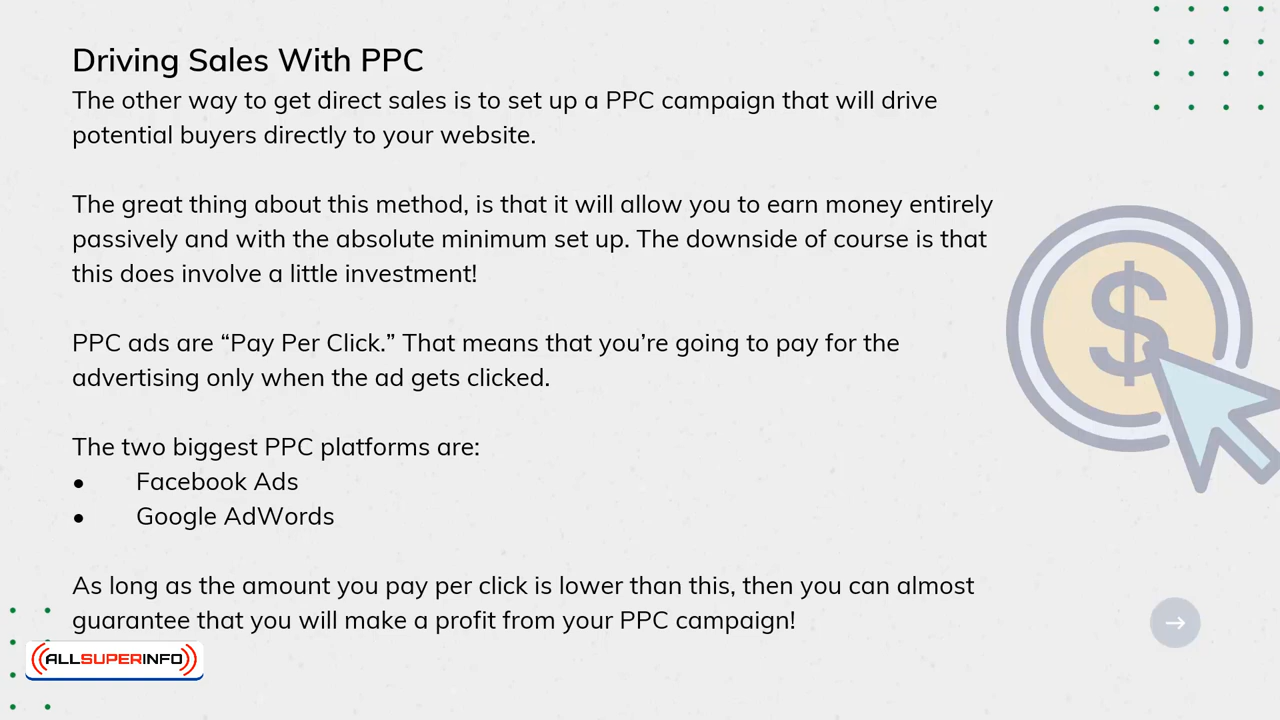 Driving Sales With PPC
The other way to get direct sales is to set up a PPC campaign that will drive
potential buyers directly to your website.
The great thing about this method, is that it will allow you to earn money entirely
passively and with the absolute minimum set up. The downside of course is that
this does involve a little investment!
PPC ads are “Pay Per Click.” That means that you’re going to pay for the
advertising only when the ad gets clicked.
The two biggest PPC platforms are:
• Facebook Ads
• Google AdWords
As long as the amount you pay per click is lower than this, then you can almost
guarantee that you will make a profit from your PPC campaign!
ALLSUPERINFO